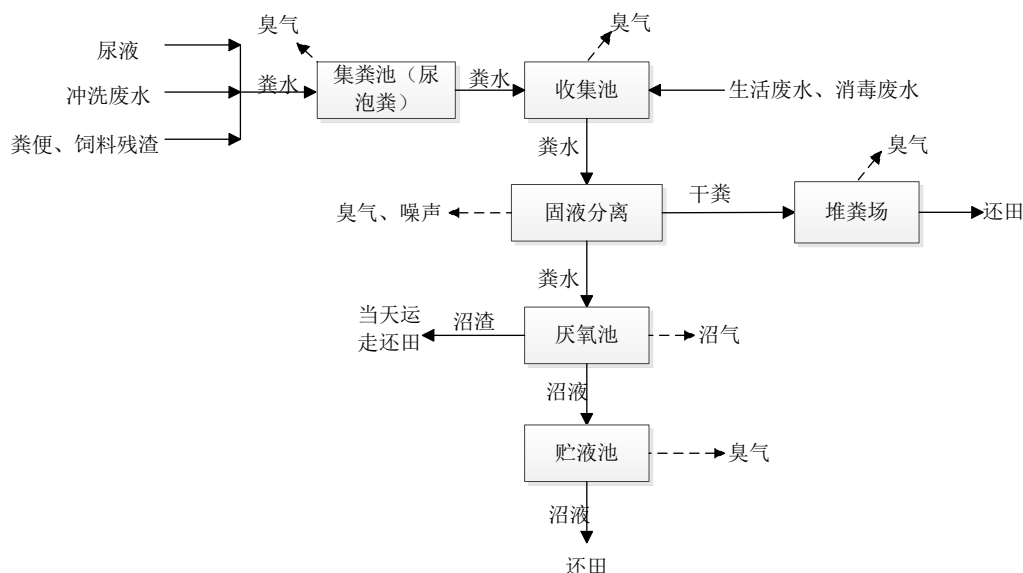 臭气
臭气
尿液
集粪池（尿
泡粪）
粪水
粪水
收集池
冲洗废水
生活废水、消毒废水
粪便、饲料残渣
粪水
臭气
干粪
臭气、噪声
固液分离
堆粪场
还田
粪水
当天运
走还田
沼渣
厌氧池
沼气
沼液
贮液池
臭气
沼液
还田